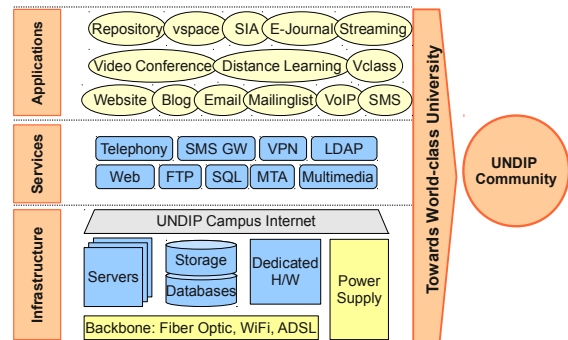 Applications
Repository vspace SIA E-Journal Streaming
Video Conference Distance Learning Vclass
Website Blog Email Mailinglist VoIP SMS
Services
Telephony SMS GW VPN LDAP
Web FTP SQL MTA Multimedia
Infrastructure
UNDIP Campus Internet
Servers
Storage
Databases
Dedicated
H/W
Power
Supply
Backbone: Fiber Optic, WiFi, ADSL
Towards World-class University
UNDIP
Community